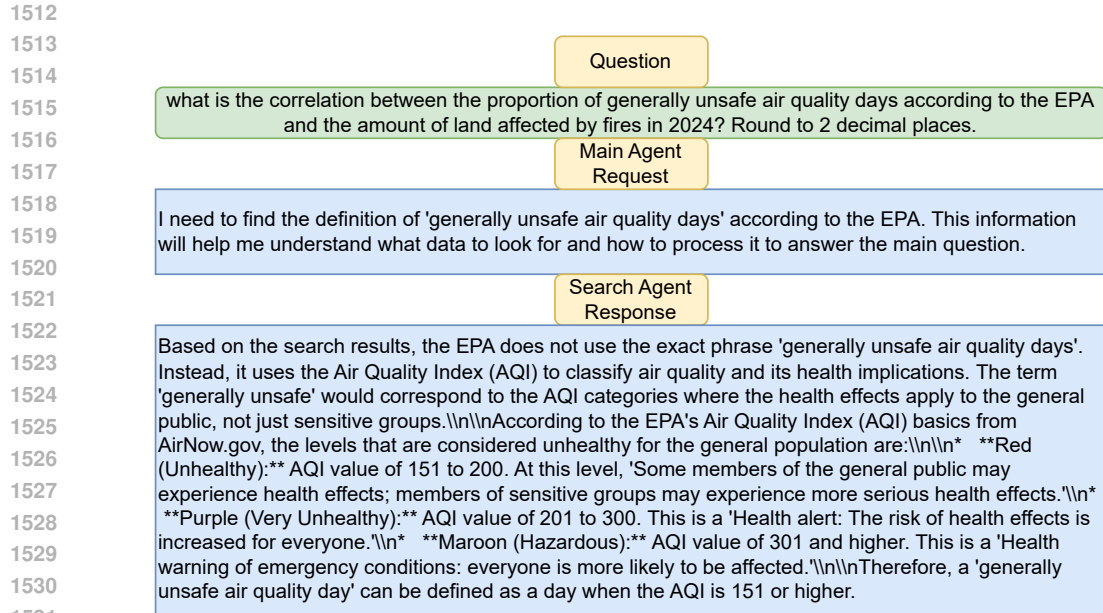 1512
1513
Question
1514
1515
what is the correlation between the proportion of generally unsafe air quality days according to the EPA
and the amount of land affected by fires in 2024? Round to 2 decimal places.
1516
Main Agent
1517
Request
1518
I need to find the definition of 'generally unsafe air quality days' according to the EPA. This information
1519
will help me understand what data to look for and how to process it to answer the main question.
1520
Search Agent
1521
Response
1522
Based on the search results, the EPA does not use the exact phrase 'generally unsafe air quality days'.
1523
Instead, it uses the Air Quality Index (AQI) to classify air quality and its health implications. The term
1524
'generally unsafe' would correspond to the AQI categories where the health effects apply to the general
1525
public, not just sensitive groups.\\n\\nAccording to the EPA's Air Quality Index (AQI) basics from
AirNow.gov, the levels that are considered unhealthy for the general population are:\\n\\n* **Red
1526
(Unhealthy):** AQI value of 151 to 200. At this level, 'Some members of the general public may
1527
experience health effects; members of sensitive groups may experience more serious health effects.'\\n*
1528
**Purple (Very Unhealthy):** AQI value of 201 to 300. This is a 'Health alert: The risk of health effects is
1529
increased for everyone.'\\n* **Maroon (Hazardous):** AQI value of 301 and higher. This is a 'Health
warning of emergency conditions: everyone is more likely to be affected.'\\n\\nTherefore, a 'generally
1530
unsafe air quality day' can be defined as a day when the AQI is 151 or higher.